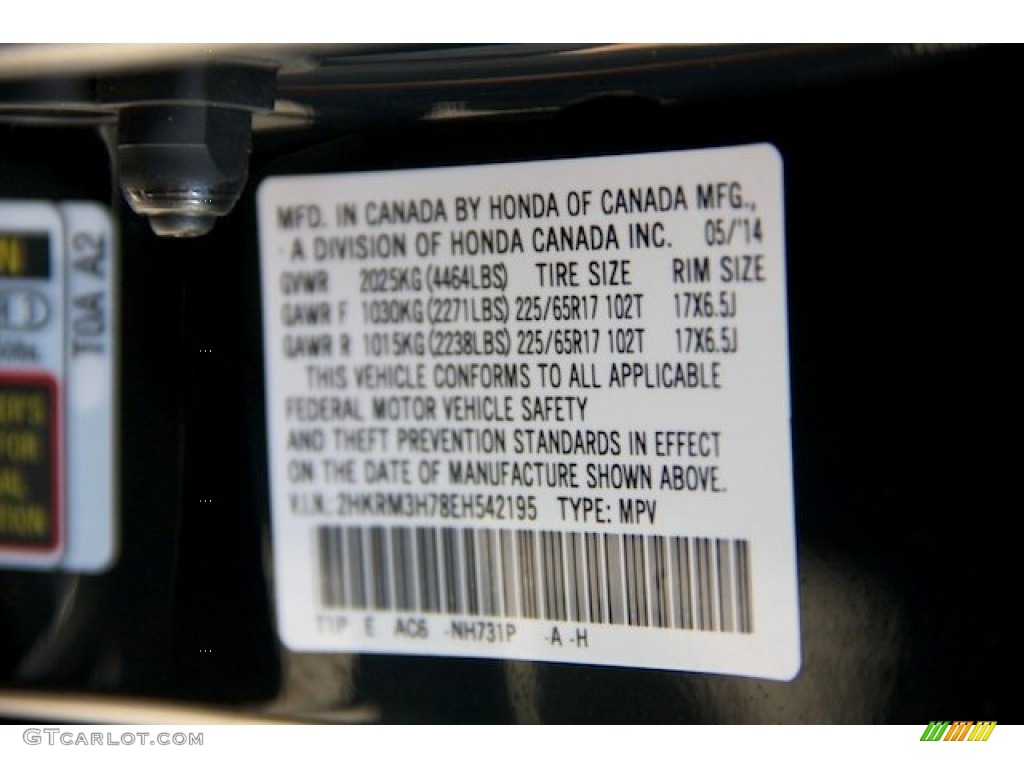 MFD. IN CANADA BY HONDA OF CANADA MFG.,
- A DIVISION OF HONDA CANADA INC. 05/'14
GVWR 2025KG (4464LBS) TIRE SIZE RIM SIZE
GAWR F 1030KG (2271LBS) 225/65R17 102T 17X6.5J
GAWR R 1015KG (2238LBS) 225/65R17 102T 17X6.5J
THIS VEHICLE CONFORMS TO ALL APPLICABLE
FEDERAL MOTOR VEHICLE SAFETY
AND THEFT PREVENTION STANDARDS IN EFFECT
ON THE DATE OF MANUFACTURE SHOWN ABOVE.
V.I.N.: 2HKRM3H78EH542195 TYPE: MPV
T1P E AC6 -NH731P -A -H
T0A A2
GTCARLOT.COM